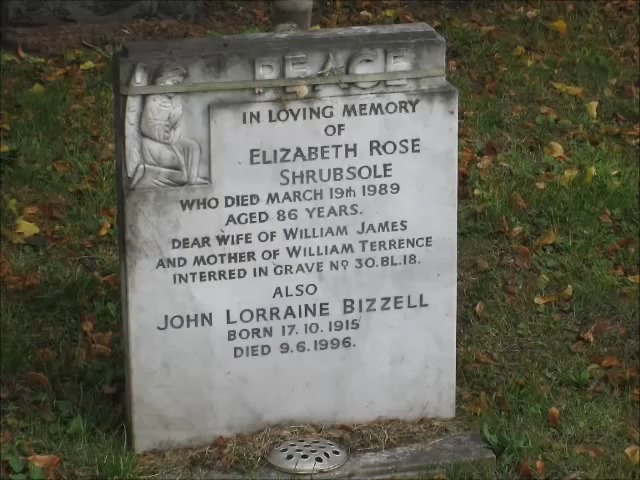 PEACE
IN LOVING MEMORY
OF
ELIZABETH ROSE
SHRUBSOLE
WHO DIED MARCH 19TH 1989
AGED 86 YEARS.
DEAR WIFE OF WILLIAM JAMES
AND MOTHER OF WILLIAM TERRENCE
INTERRED IN GRAVE Nº 30.BL.18.
ALSO
JOHN LORRAINE BIZZELL
BORN 17.10.1915
DIED 9.6.1996.